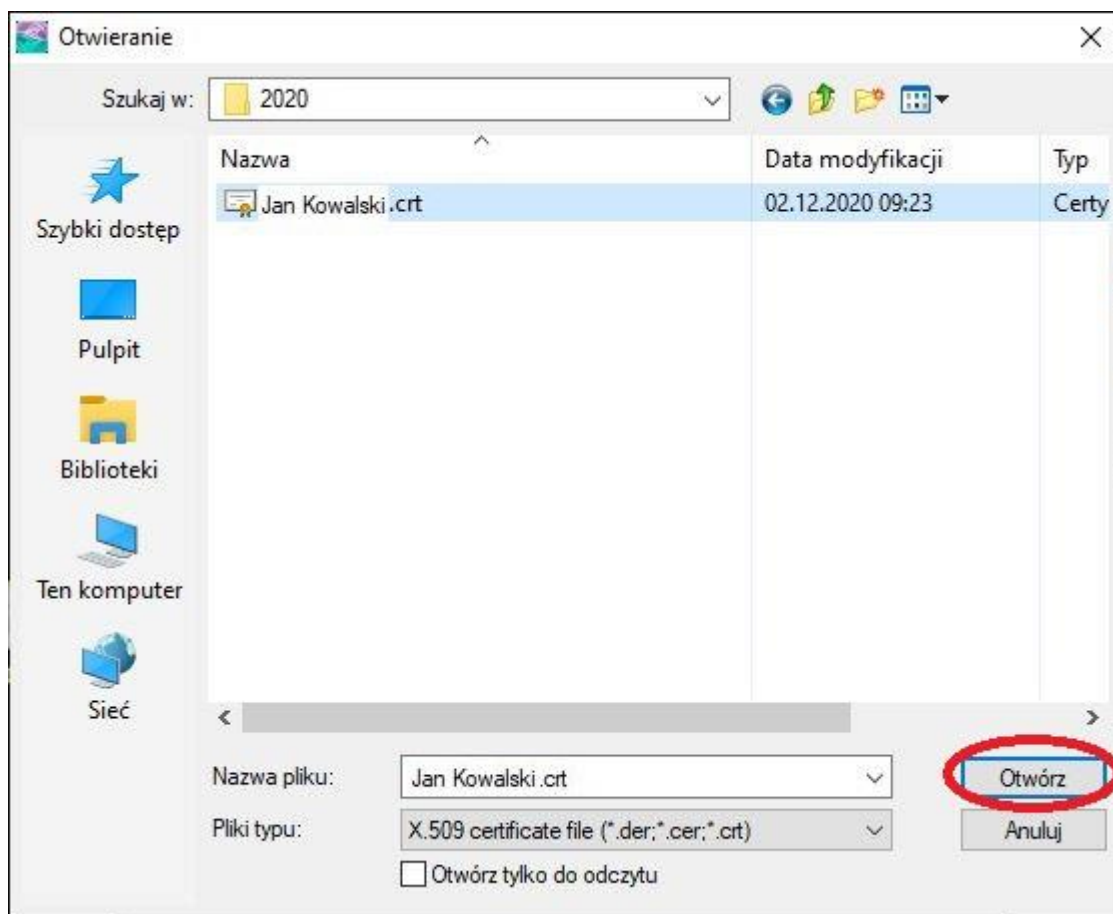 Otwieranie
Szukaj w: 2020
Nazwa Data modyfikacji Typ
Jan Kowalski.crt 02.12.2020 09:23 Certy
Szybki dostęp
Pulpit
Biblioteki
Ten komputer
Sieć
Nazwa pliku: Jan Kowalski.crt Otwórz
Pliki typu: X.509 certificate file (*.der;*.cer;*.crt) Anuluj
Otwórz tylko do odczytu